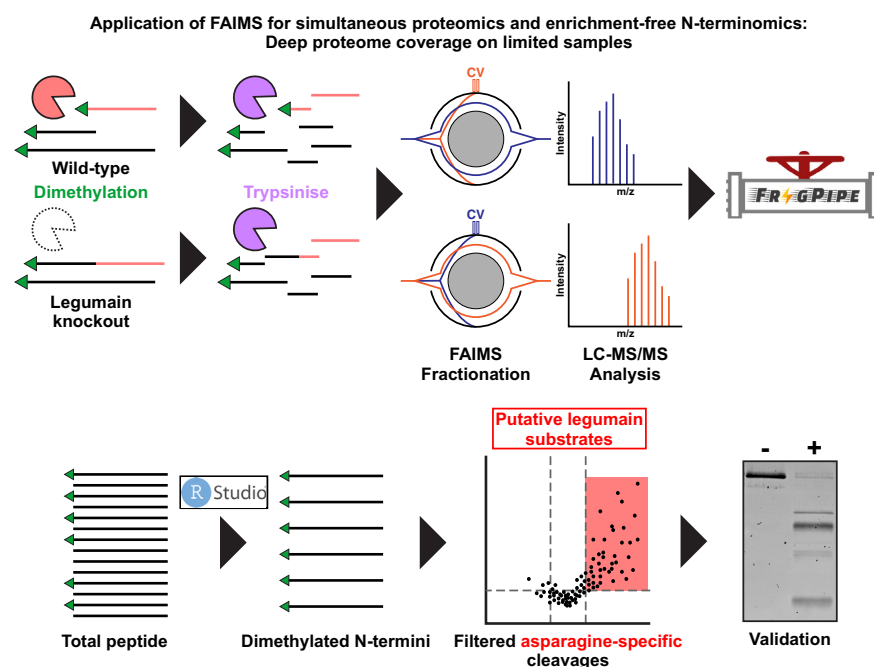 Application of FAIMS for simultaneous proteomics and enrichment-free N-terminomics:
Deep proteome coverage on limited samples
Wild-type
Dimethylation
Trypsinise
Legumain
knockout
CV
CV
FAIMS
Fractionation
Intensity
m/z
Intensity
m/z
LC-MS/MS
Analysis
FRAGPIPE
R Studio
Total peptide
Dimethylated N-termini
Putative legumain
substrates
Filtered asparagine-specific
cleavages
- +
Validation